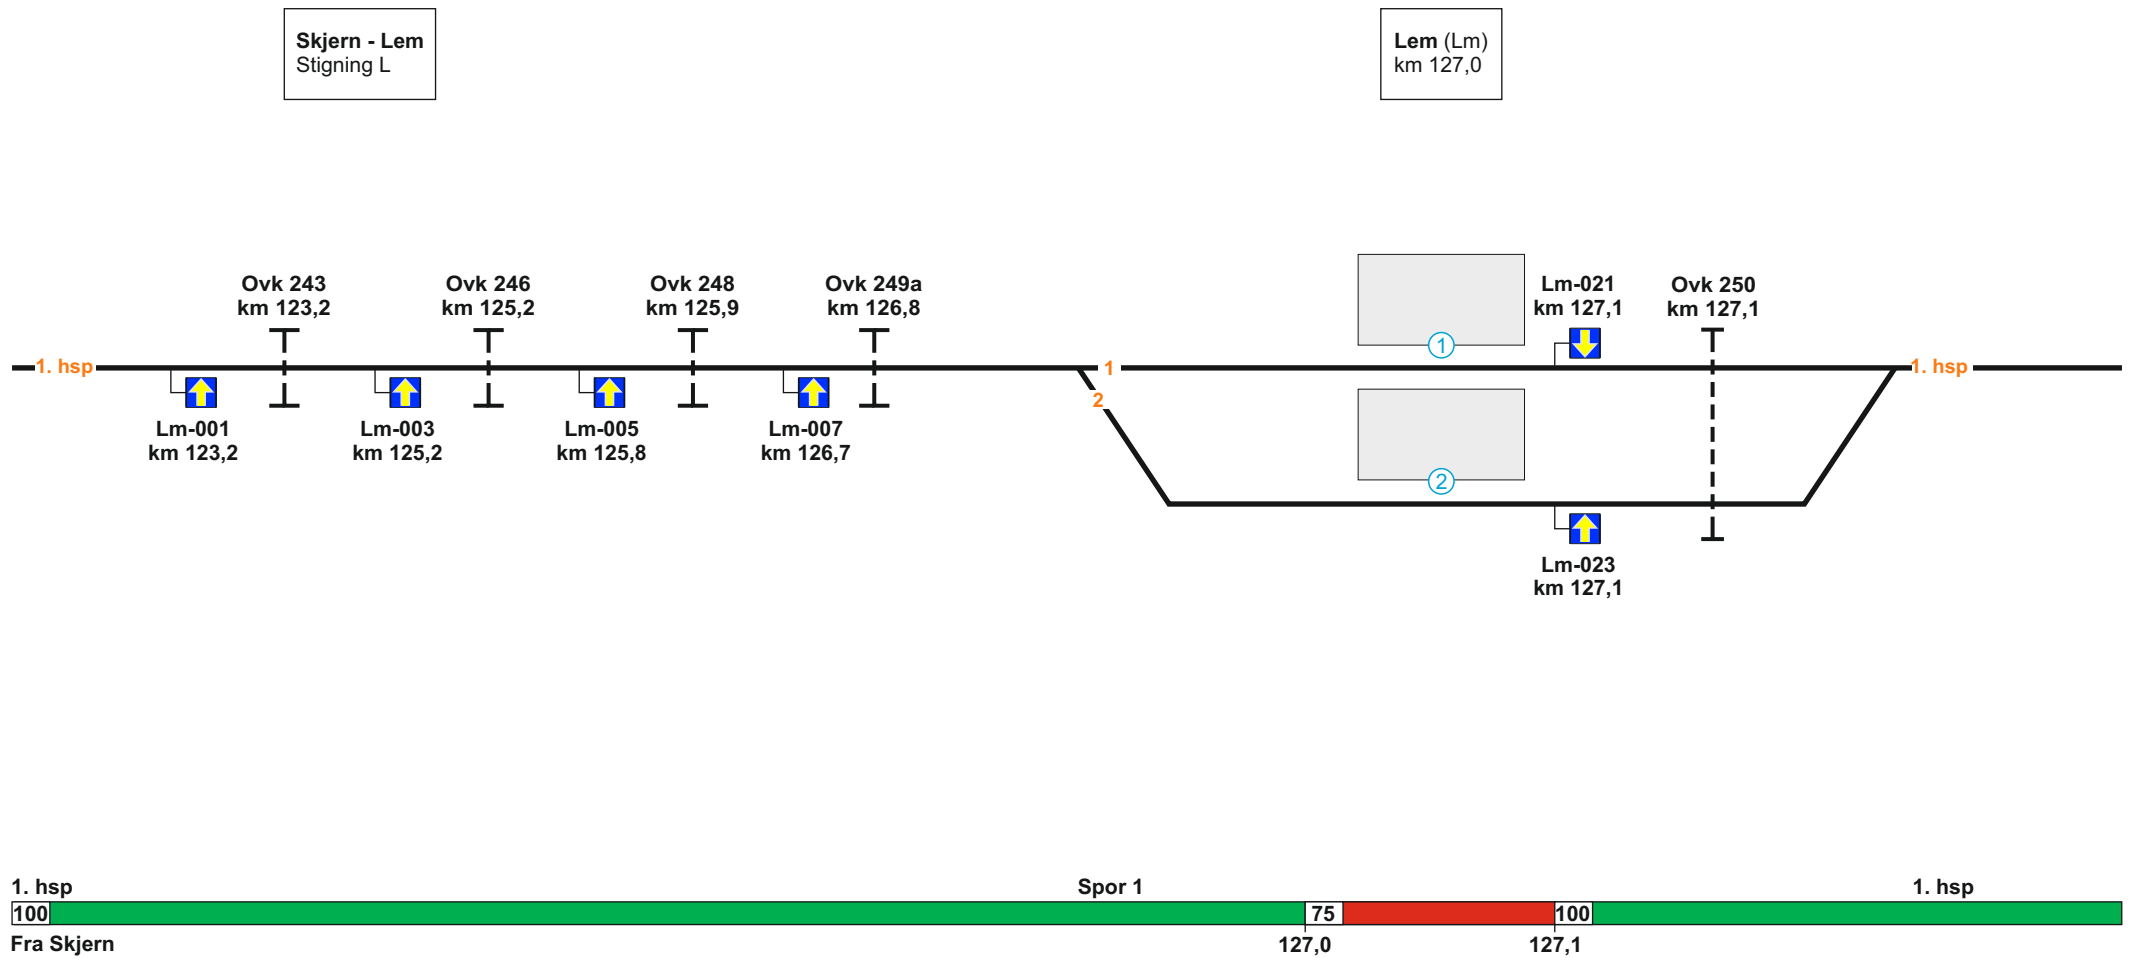 Skjern - Lem
Stigning L
Lem (Lm)
km 127,0
Ovk 243
km 123,2
Ovk 246
km 125,2
Ovk 248
km 125,9
Ovk 249a
km 126,8
Lm-021
km 127,1
Ovk 250
km 127,1
1
1. hsp
1
1. hsp
2
Lm-001
km 123,2
Lm-003
km 125,2
Lm-005
km 125,8
Lm-007
km 126,7
2
Lm-023
km 127,1
1. hsp
Spor 1
1. hsp
100
75
100
Fra Skjern
127,0
127,1